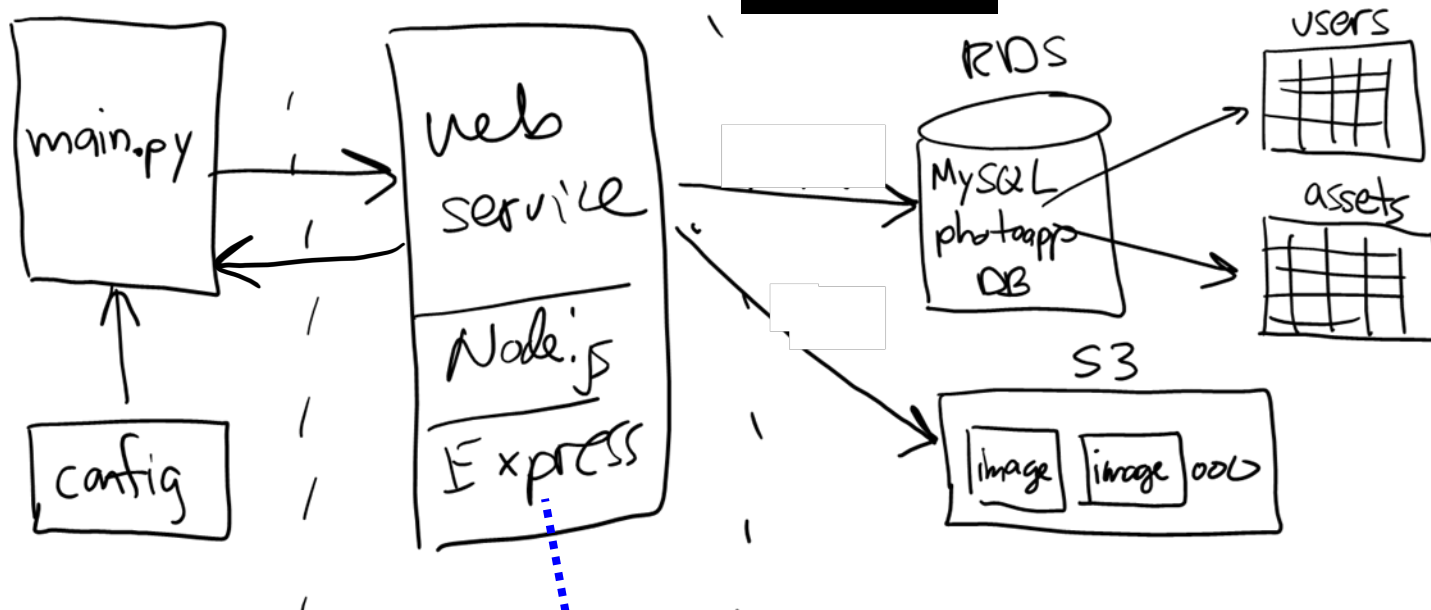 main.py
config
web
service
Node.js
Express
RDS
MySQL
photoapp
DB
users
assets
S3
image
image